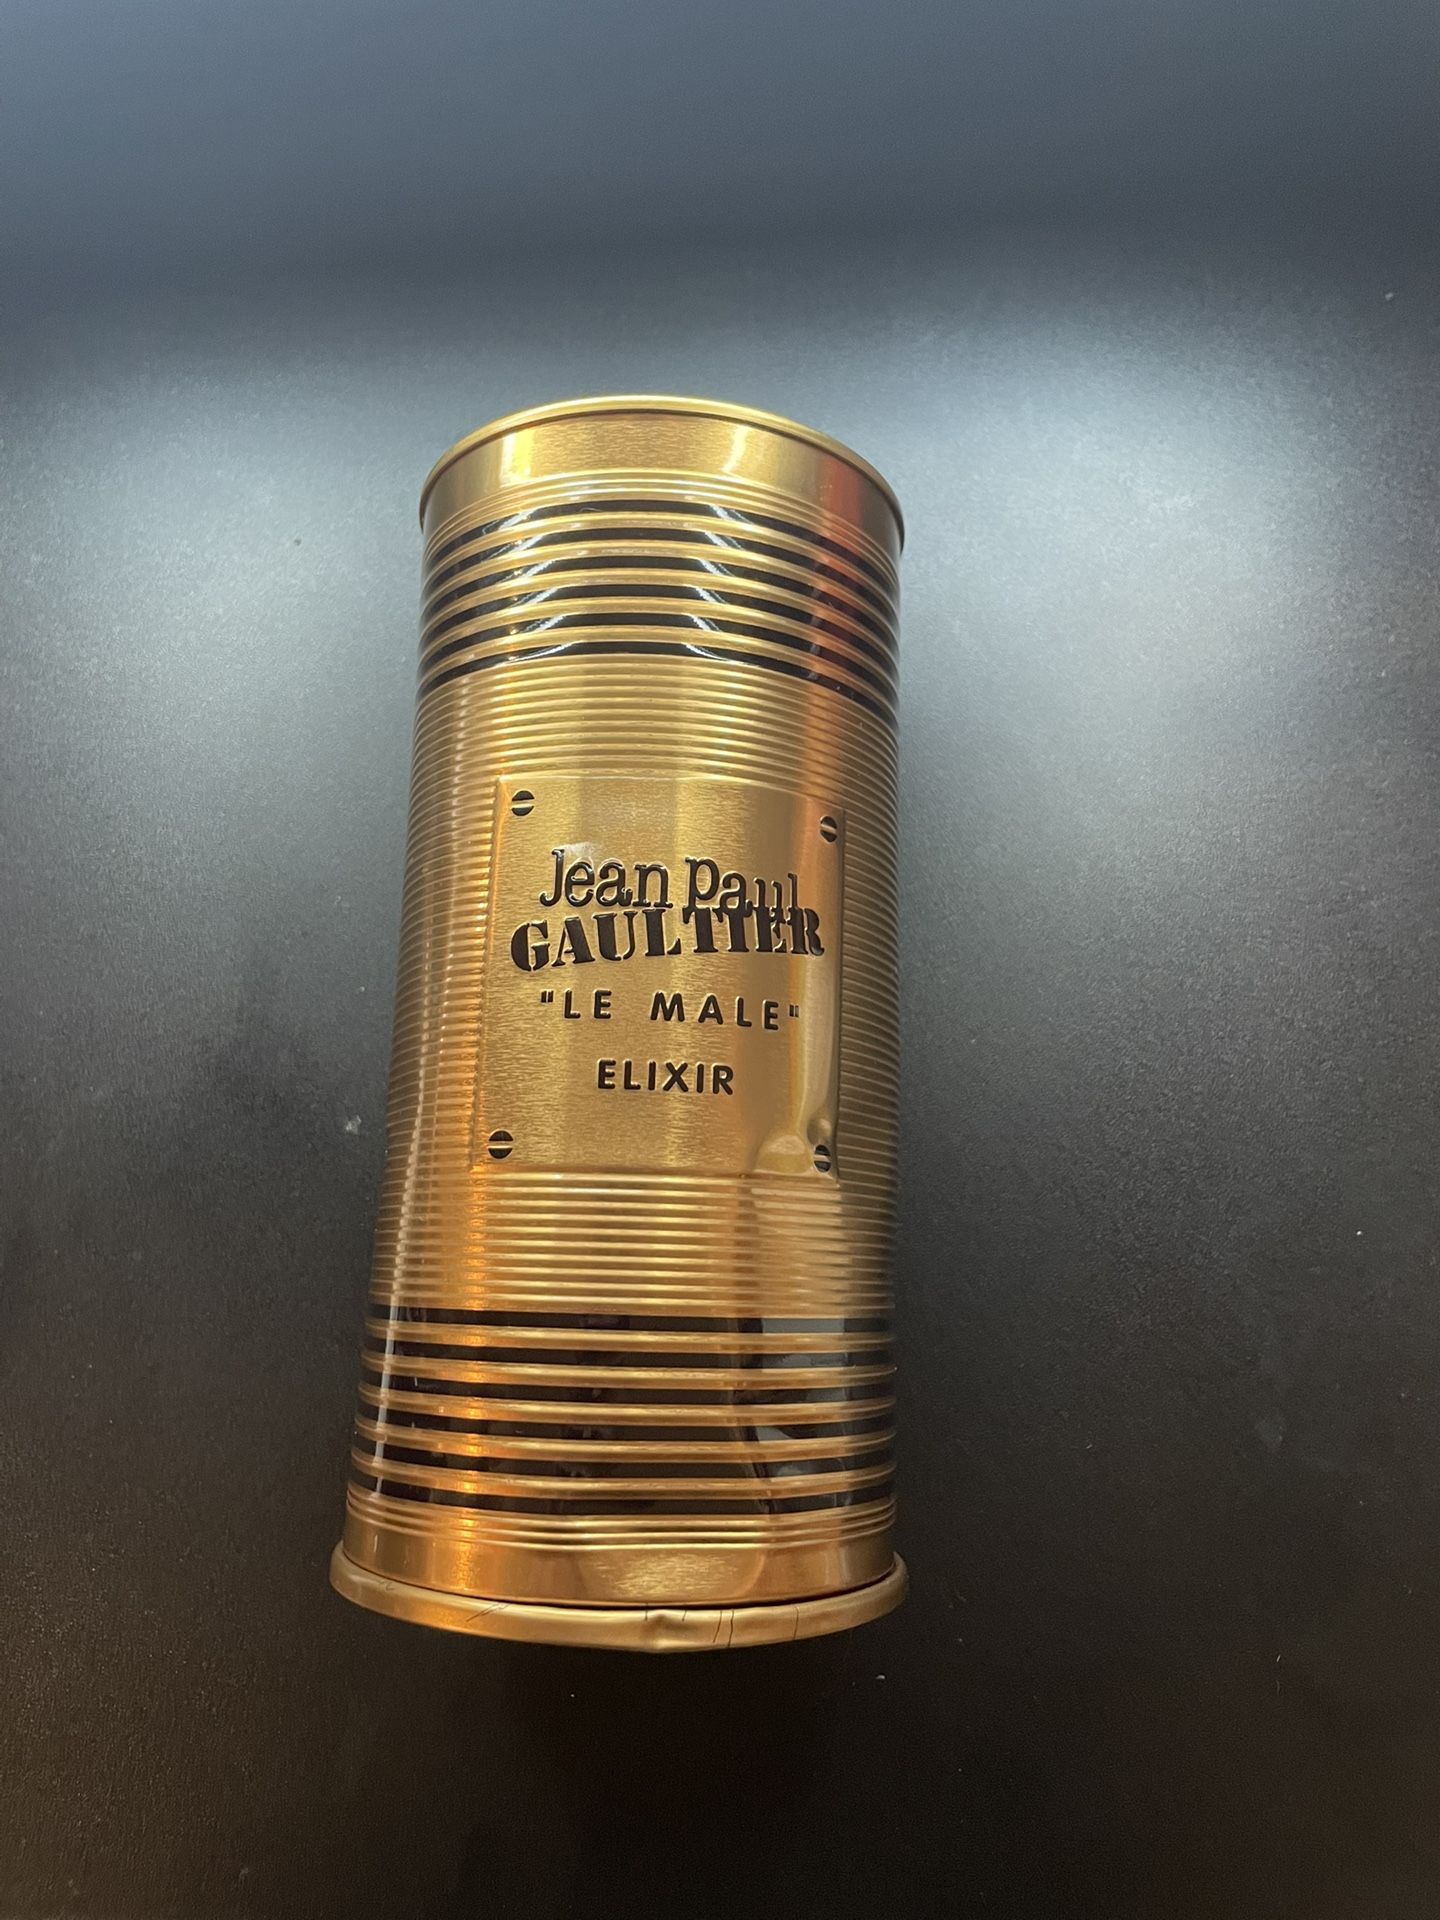 Jean Paul
GAULTIER
"LE MALE"
ELIXIR